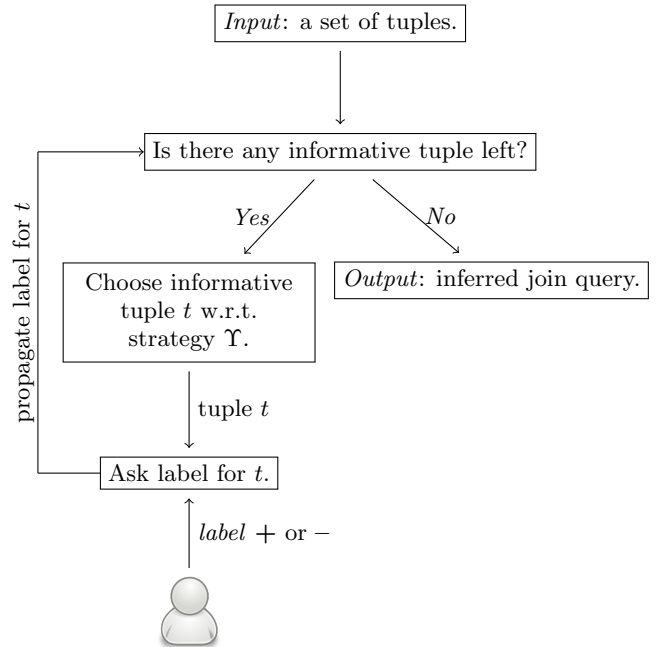 Input: a set of tuples.
Is there any informative tuple left?
Yes
No
Choose informative
tuple t w.r.t.
strategy ϒ.
Output: inferred join query.
propagate label for t
tuple t
Ask label for t.
label + or −